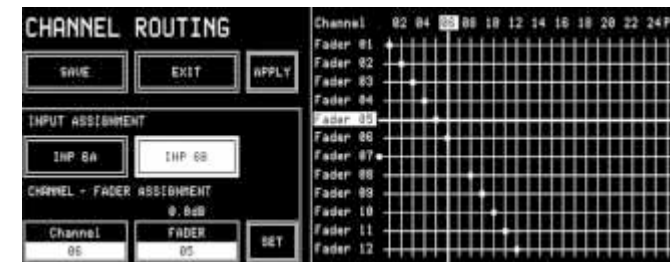 CHANNEL ROUTING
SAVE EXIT APPLY
INPUT ASSIGNMENT
INP 6A INP 6B
CHANNEL - FADER ASSIGNMENT
0.0dB
Channel FADER SET
06 05
Channel 02 04 06 08 10 12 14 16 18 20 22 24
Fader 01
Fader 02
Fader 03
Fader 04
Fader 05
Fader 06
Fader 07
Fader 08
Fader 09
Fader 10
Fader 11
Fader 12